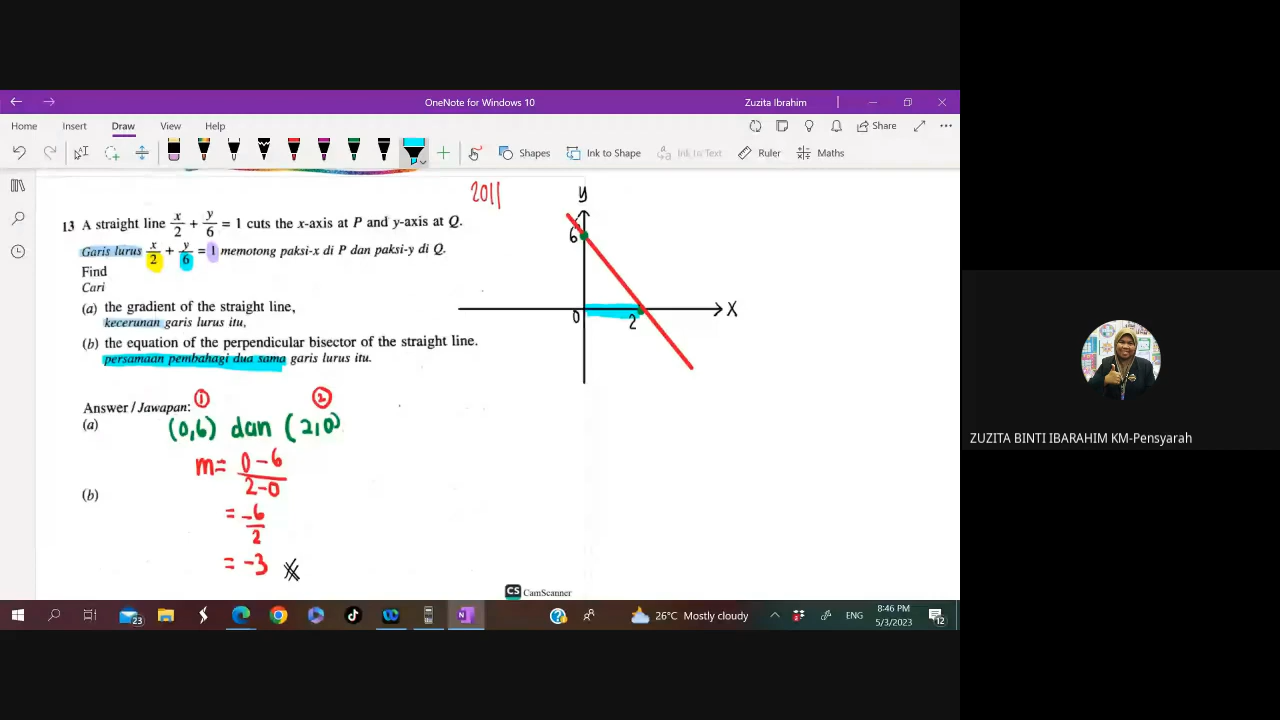 OneNote for Windows 10
Zuzita Ibrahim
Home Insert Draw View Help
Share
Shapes Ink to Shape Ink to Text Ruler Maths
2011
13 A straight line x/2 + y/6 = 1 cuts the x-axis at P and y-axis at Q.
Garis lurus x/2 + y/6 = 1 memotong paksi-x di P dan paksi-y di Q.
Find
Cari
(a) the gradient of the straight line,
kecerunan garis lurus itu,
(b) the equation of the perpendicular bisector of the straight line.
persamaan pembahagi dua sama garis lurus itu.
y
6
0
2
X
Answer / Jawapan:
① ②
(a) (0,6) dan (2,0)
m= 0-6/2-0
(b)
= -6/2
= -3
CS CamScanner
ZUZITA BINTI IBARAHIM KM-Pensyarah
23
26°C Mostly cloudy
2
ENG
8:46 PM
5/3/2023
12